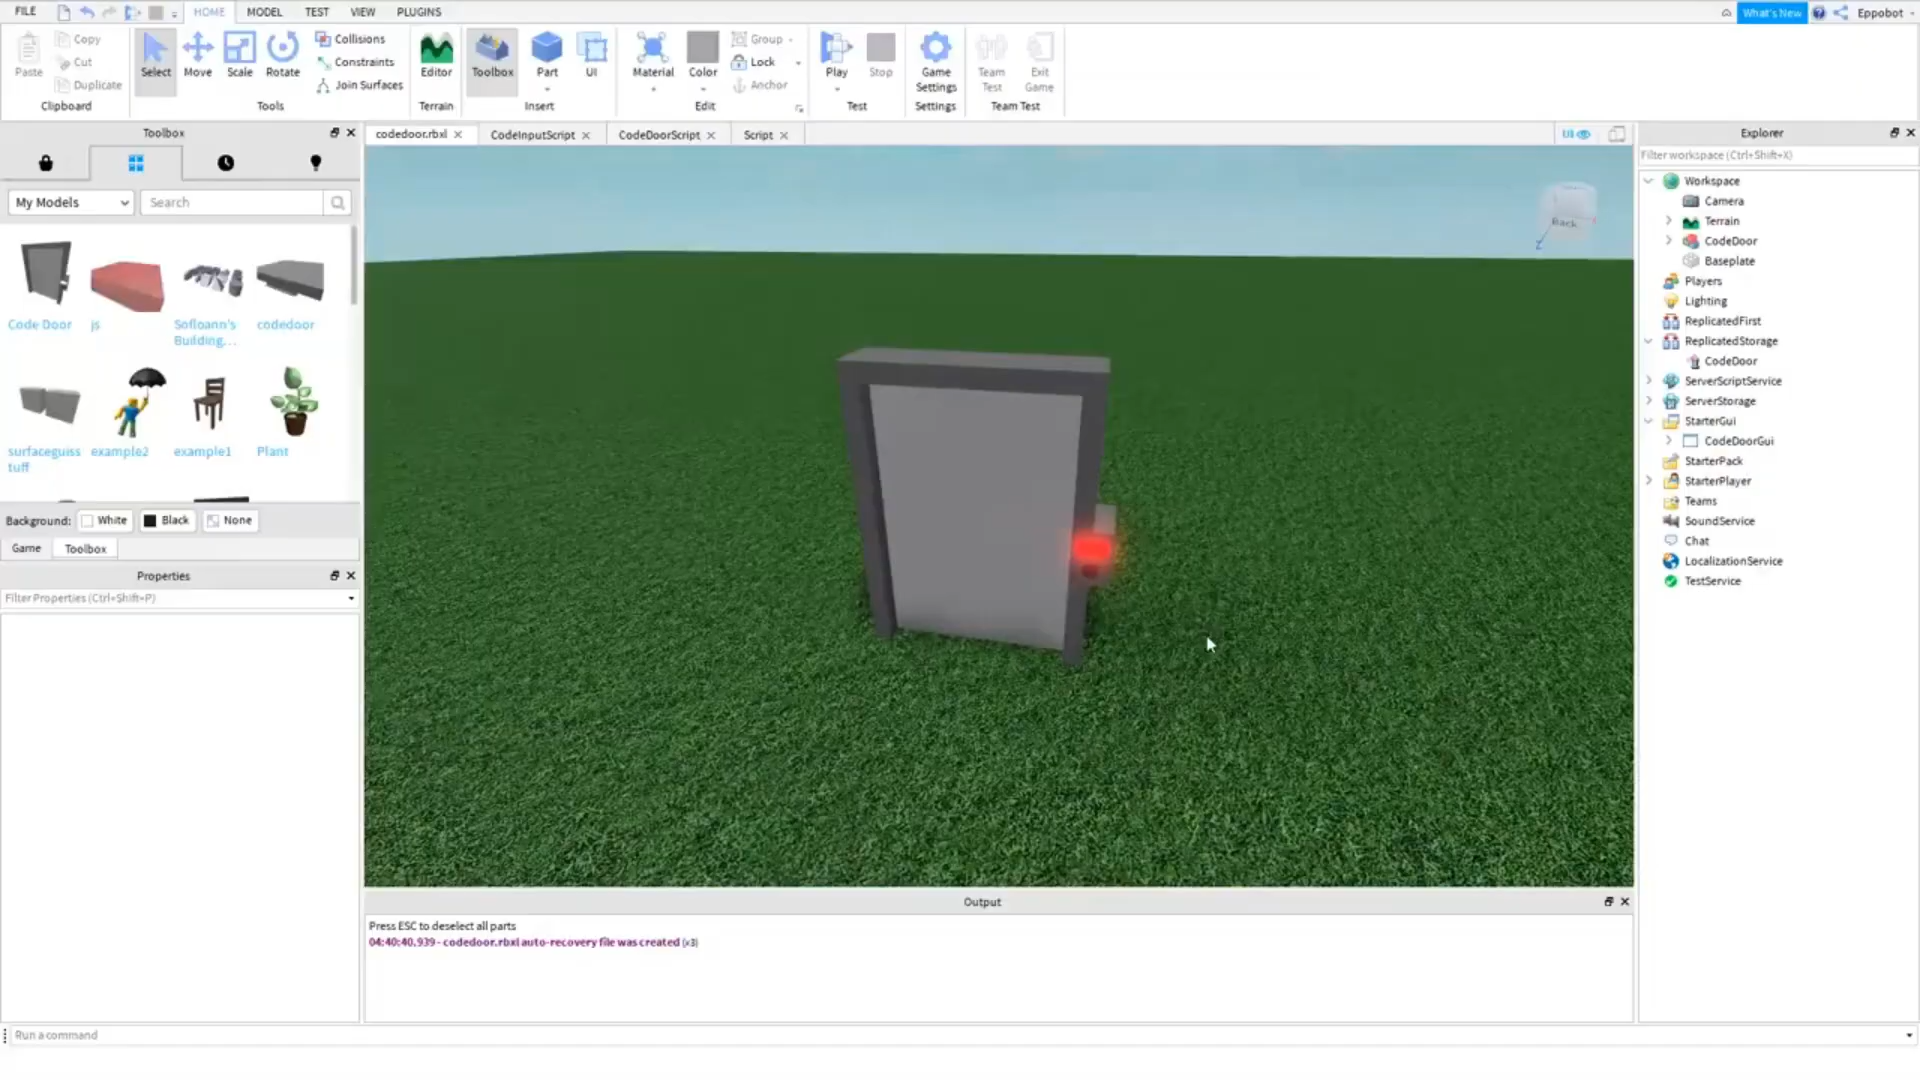 FILE
HOME
MODEL
TEST
VIEW
PLUGINS
What's New
Eppobot
Paste
Copy
Cut
Duplicate
Clipboard
Select
Move
Scale
Rotate
Collisions
Constraints
Join Surfaces
Tools
Editor
Terrain
Toolbox
Part
UI
Insert
Material
Color
Group
Lock
Anchor
Edit
Play
Stop
Test
Game
Settings
Settings
Team
Test
Exit
Game
Team Test
Toolbox
My Models
Search
Code Door
js
Sofloann's
Building...
codedoor
surfaceguiss
tuff
example2
example1
Plant
Background:
White
Black
None
Game
Toolbox
Properties
Filter Properties (Ctrl+Shift+P)
codedoor.rbxl
CodeInputScript
CodeDoorScript
Script
UI
Back
Z
Output
Press ESC to deselect all parts
04:40:40.939 - codedoor.rbxl auto-recovery file was created (x3)
Explorer
Filter workspace (Ctrl+Shift+X)
Workspace
Camera
Terrain
CodeDoor
Baseplate
Players
Lighting
ReplicatedFirst
ReplicatedStorage
CodeDoor
ServerScriptService
ServerStorage
StarterGui
CodeDoorGui
StarterPack
StarterPlayer
Teams
SoundService
Chat
LocalizationService
TestService
Run a command